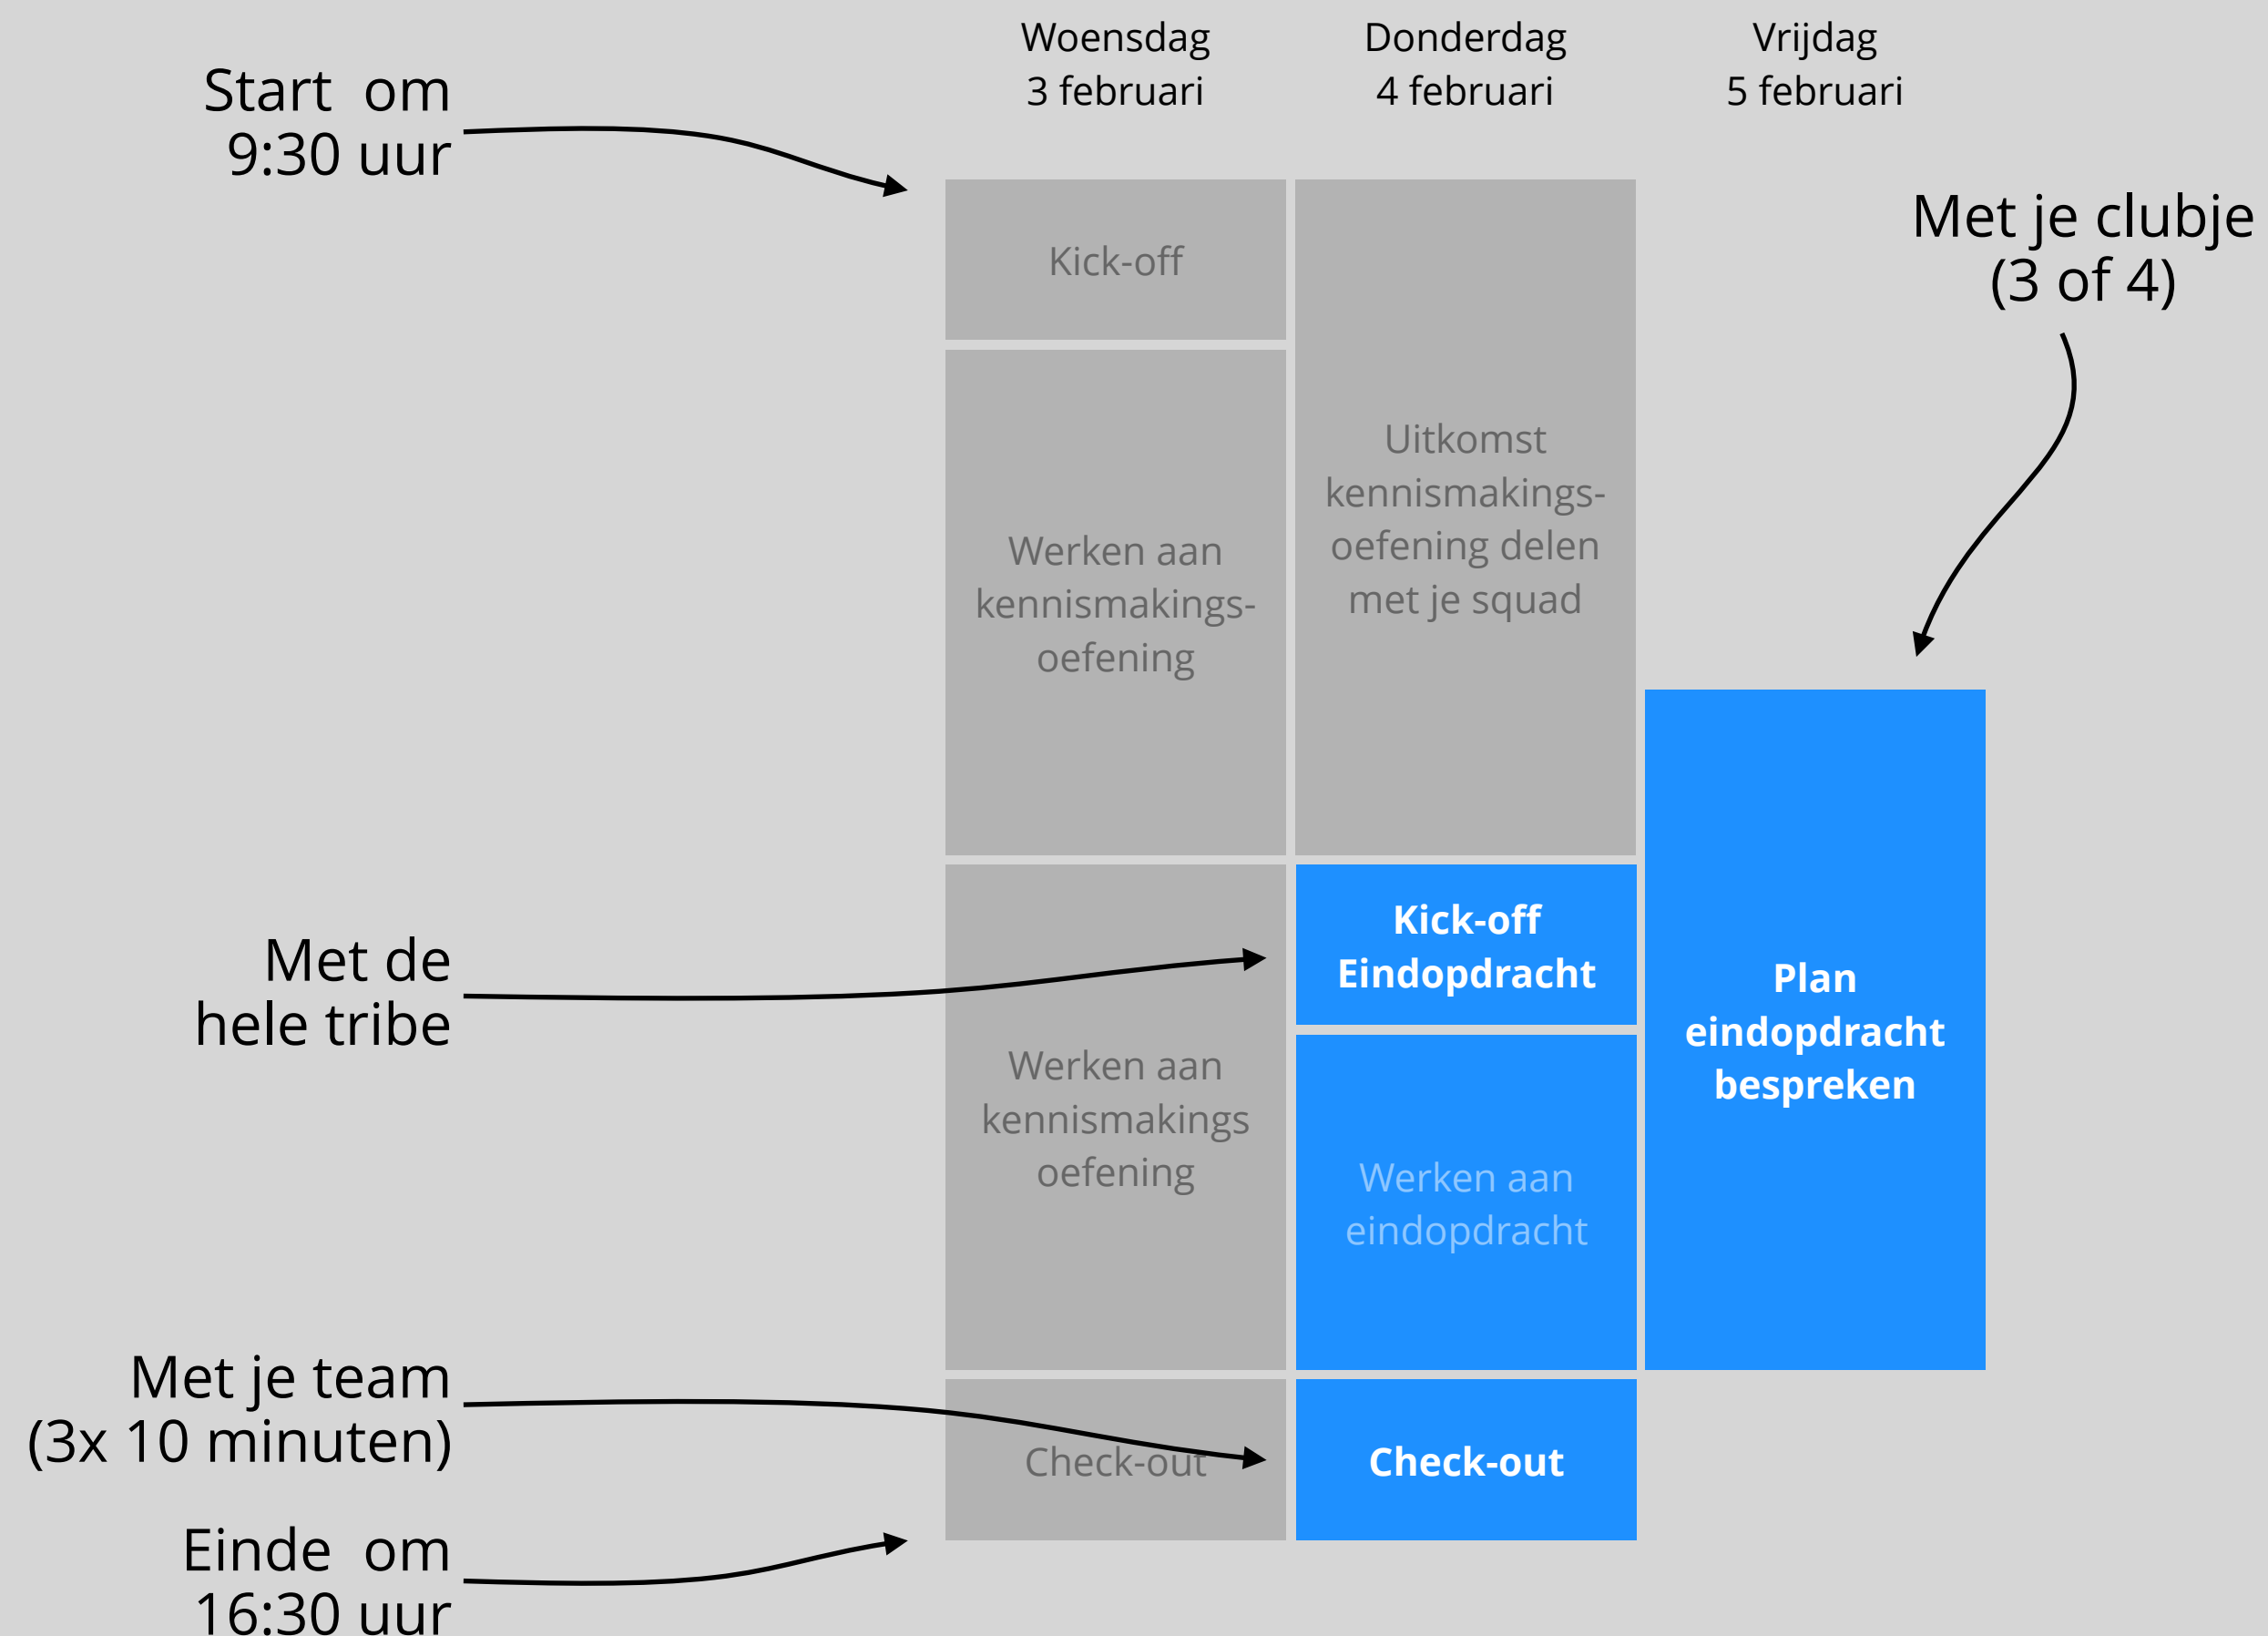 Woensdag
3 februari
Donderdag
4 februari
Vrijdag
5 februari
Start  om
9:30 uur
Met je clubje
(3 of 4)
Kick-off
Werken aan
kennismakings-
oefening
Uitkomst
kennismakings-
oefening delen
met je squad
Met de
hele tribe
Kick-off
Eindopdracht
Plan
eindopdracht
bespreken
Werken aan
kennismakings
oefening
Werken aan
eindopdracht
Met je team
(3x 10 minuten)
Check-out
Check-out
Einde  om
16:30 uur